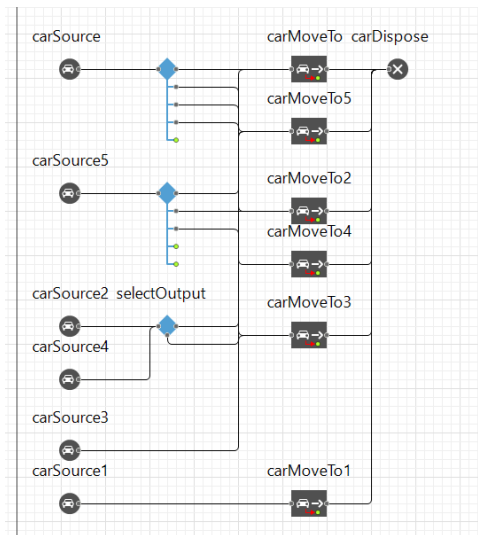 carSource
carMoveTo carDispose
carMoveTo5
carSource5
carMoveTo2
carMoveTo4
carSource2 selectOutput
carMoveTo3
carSource4
carSource3
carSource1
carMoveTo1